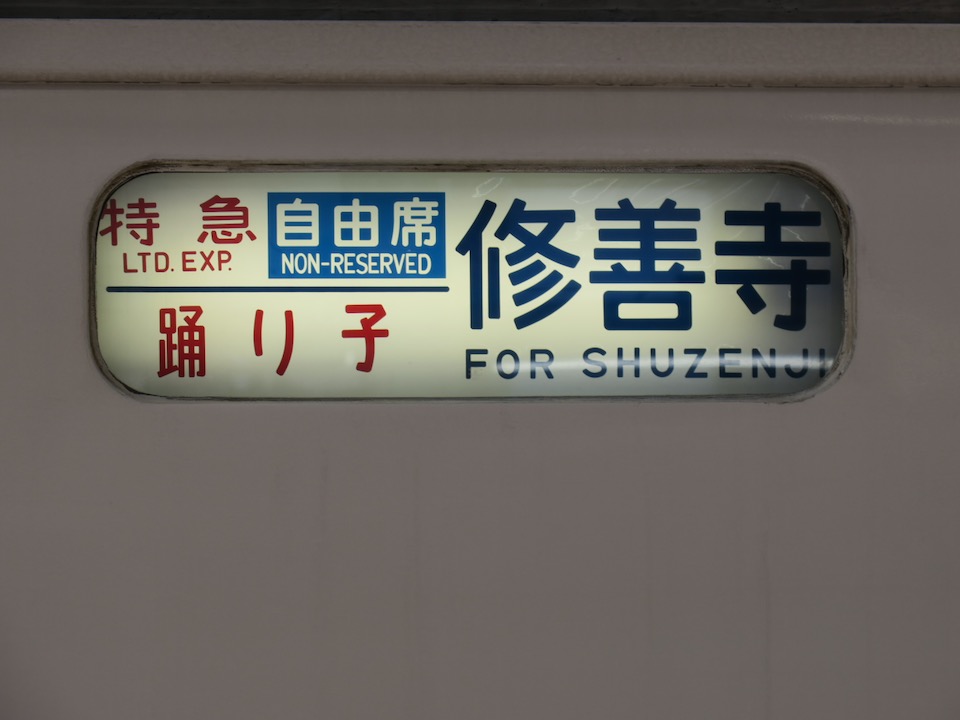 特急
LTD. EXP.
自由席
NON-RESERVED
踊り子
修善寺
FOR SHUZENJI